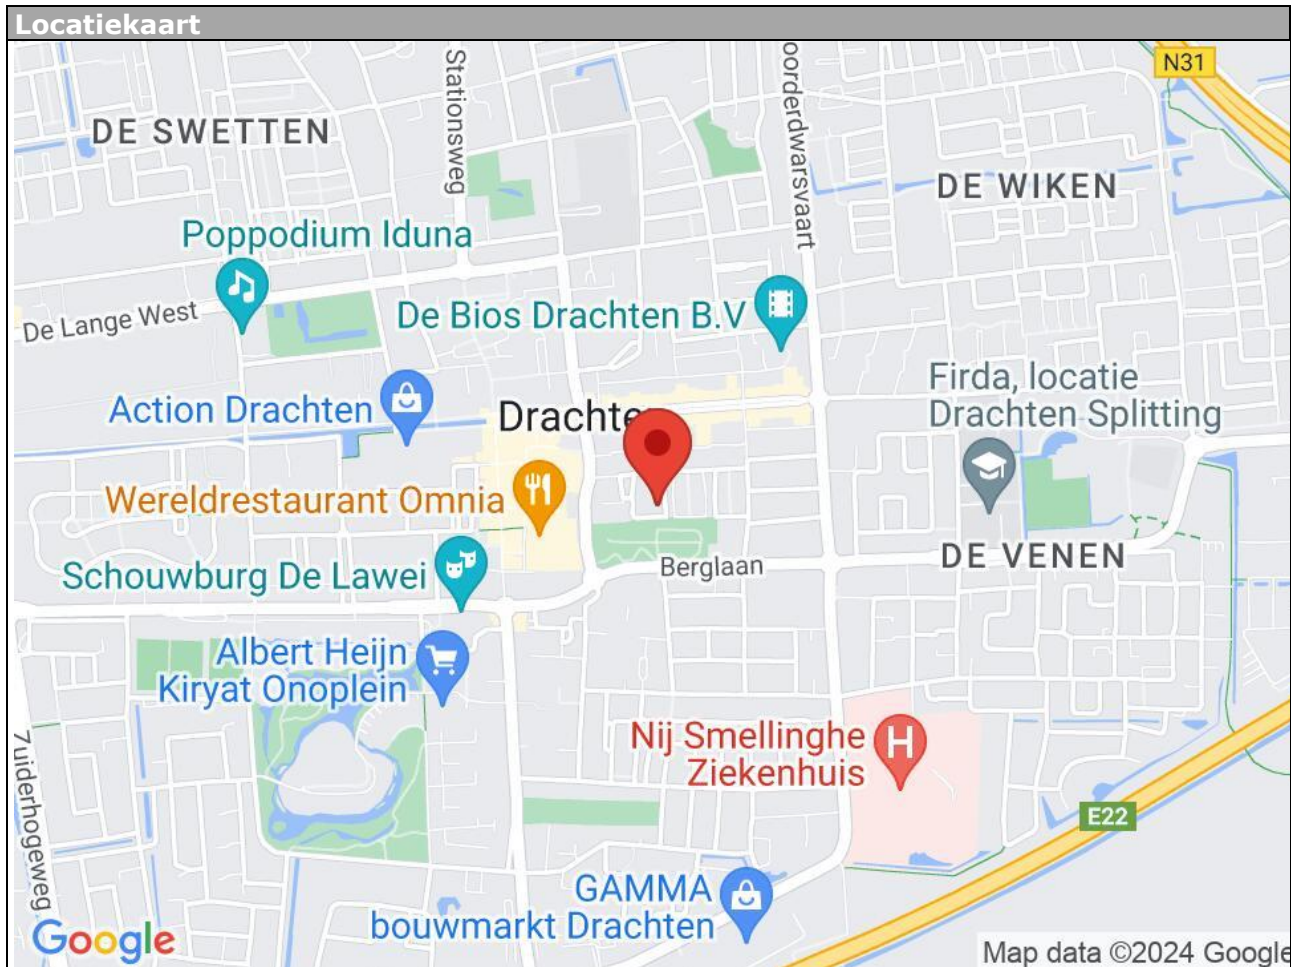 Locatiekaart
N31
Stationsweg
oorderdwarsvaart
DE SWETTEN
DE WIKEN
Poppodium Iduna
De Lange West
De Bios Drachten B.V
Firda, locatie
Drachten Splitting
Action Drachten
Drachte
Wereldrestaurant Omnia
DE VENEN
Berglaan
Schouwburg De Lawei
Albert Heijn
Kiryat Onoplein
Nij Smellinghe
Ziekenhuis
H
7uiderhogeweg
E22
GAMMA
bouwmarkt Drachten
Google
Map data ©2024 Google